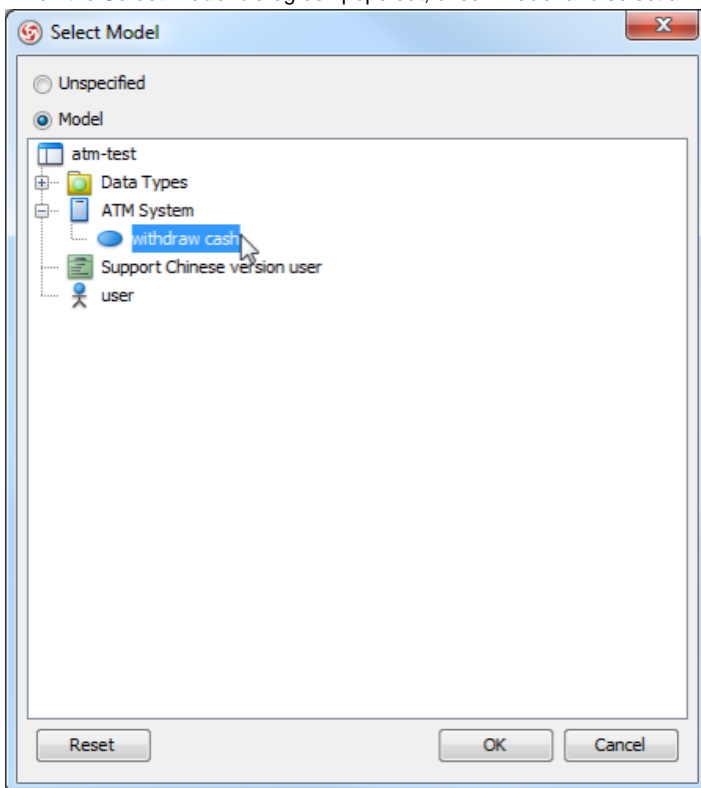 Select Model
Unspecified
Model
atm-test
Data Types
ATM System
withdraw cash
Support Chinese version user
user
Reset OK Cancel